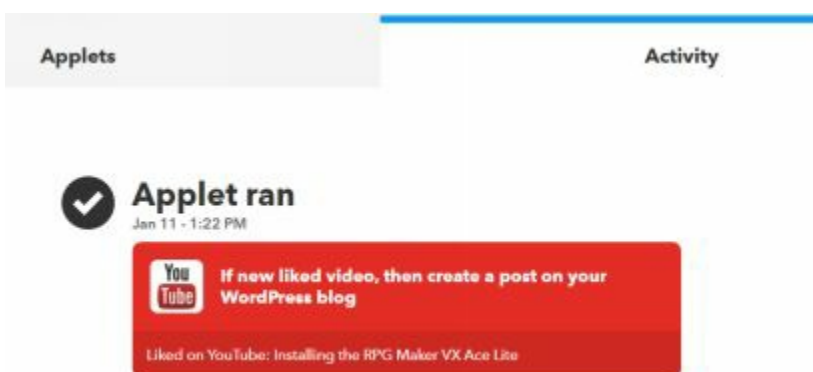 Applets
Activity
Applet ran
Jan 11 - 1:22 PM
You
Tube
If new liked video, then create a post on your
WordPress blog
Liked on YouTube: Installing the RPG Maker VX Ace Lite